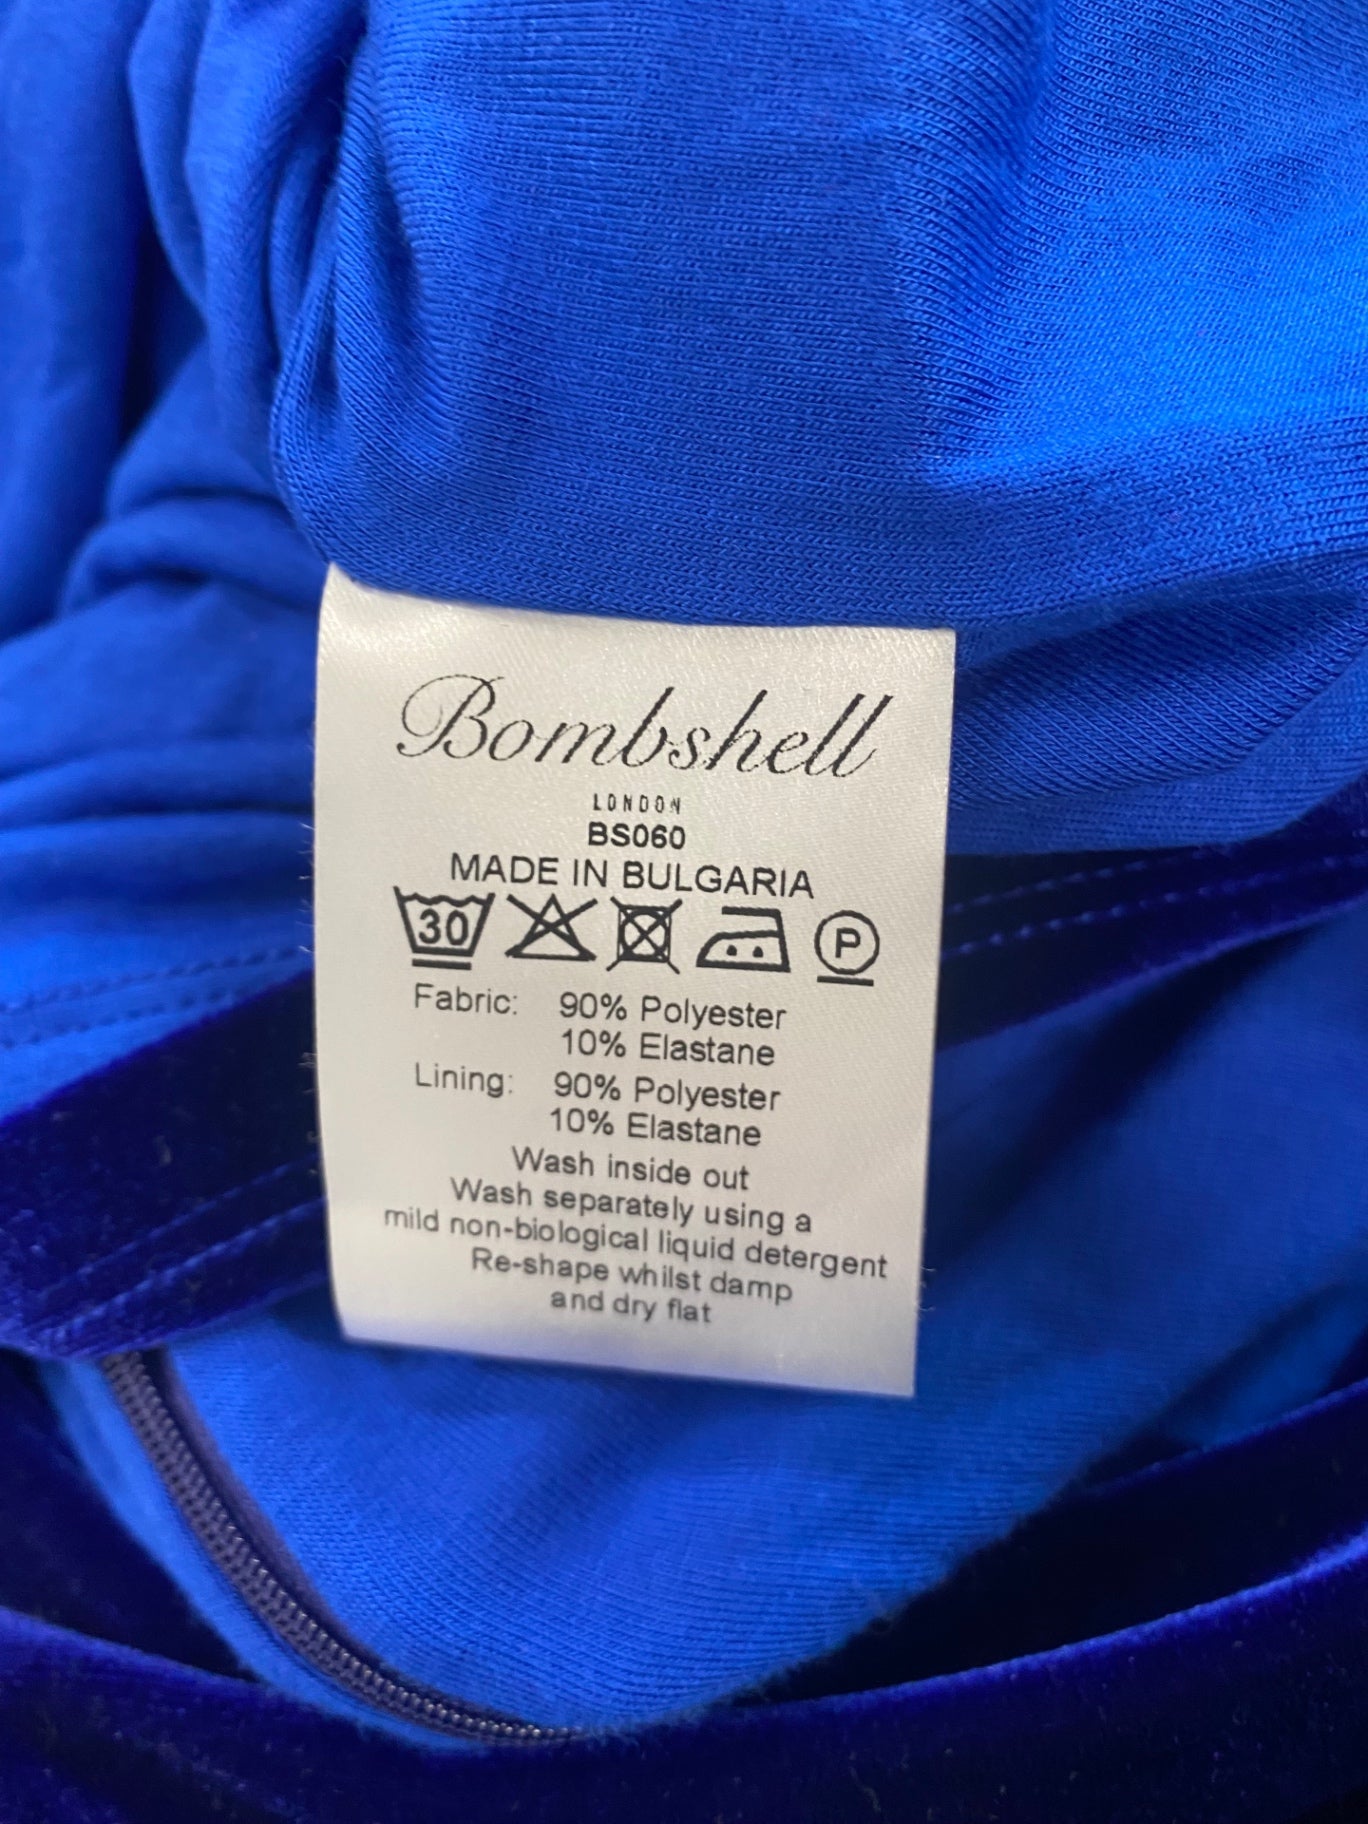 Bombshell
LONDON
BS060
MADE IN BULGARIA
30 P
Fabric: 90% Polyester
10% Elastane
Lining: 90% Polyester
10% Elastane
Wash inside out
Wash separately using a
mild non-biological liquid detergent
Re-shape whilst damp
and dry flat